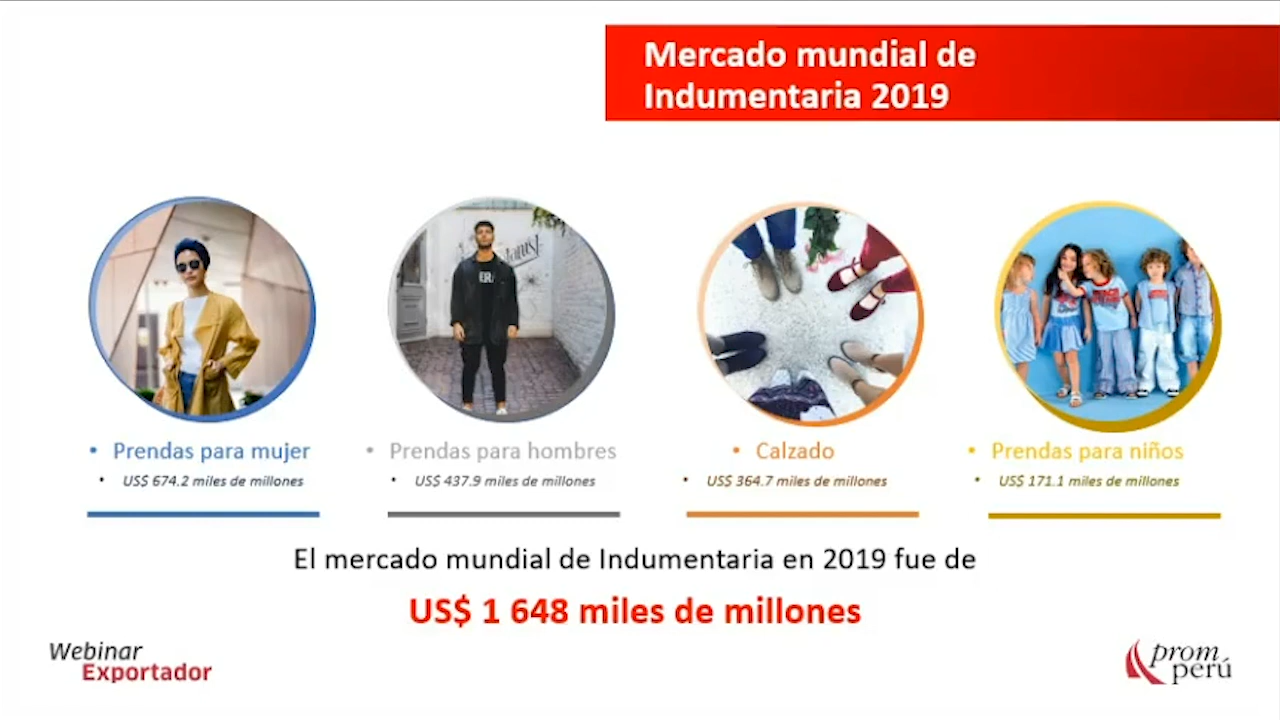 Mercado mundial de
Indumentaria 2019
• Prendas para mujer
• US$ 674.2 miles de millones
• Prendas para hombres
• US$ 437.9 miles de millones
• Calzado
• US$ 364.7 miles de millones
• Prendas para niños
• US$ 171.1 miles de millones
El mercado mundial de Indumentaria en 2019 fue de
US$ 1 648 miles de millones
Webinar
Exportador
prom
perú